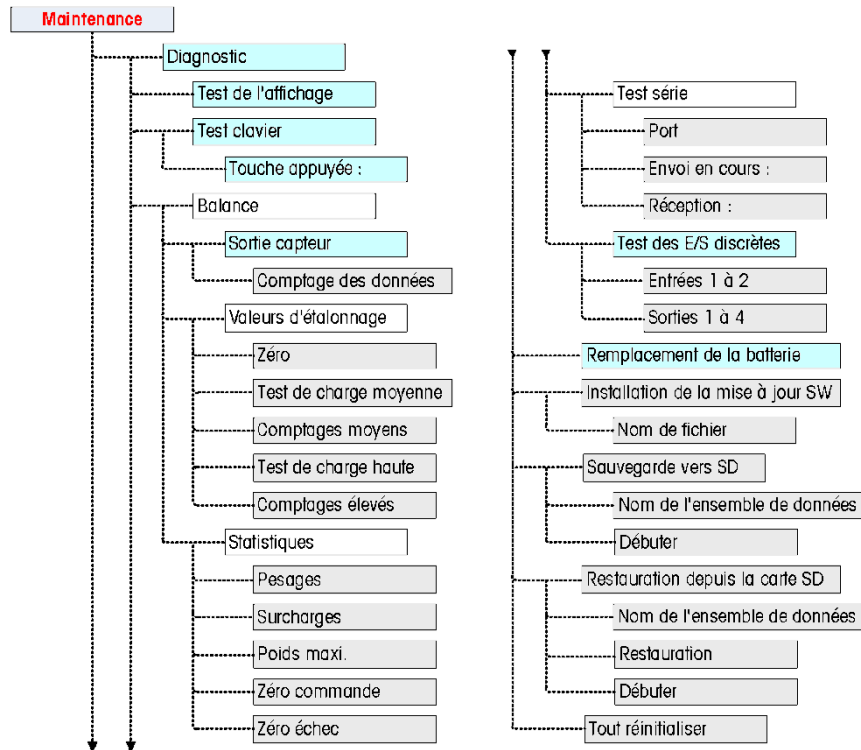 Maintenance
Diagnostic
Test de l'affichage
Test clavier
Touche appuyée :
Balance
Sortie capteur
Comptage des données
Valeurs d'étalonnage
Zéro
Test de charge moyenne
Comptages moyens
Test de charge haute
Comptages élevés
Statistiques
Pesages
Surcharges
Poids maxi.
Zéro commande
Zéro échec
Test série
Port
Envoi en cours :
Réception :
Test des E/S discrètes
Entrées 1 à 2
Sorties 1 à 4
Remplacement de la batterie
Installation de la mise à jour SW
Nom de fichier
Sauvegarde vers SD
Nom de l'ensemble de données
Débuter
Restauration depuis la carte SD
Nom de l'ensemble de données
Restauration
Débuter
Tout réinitialiser